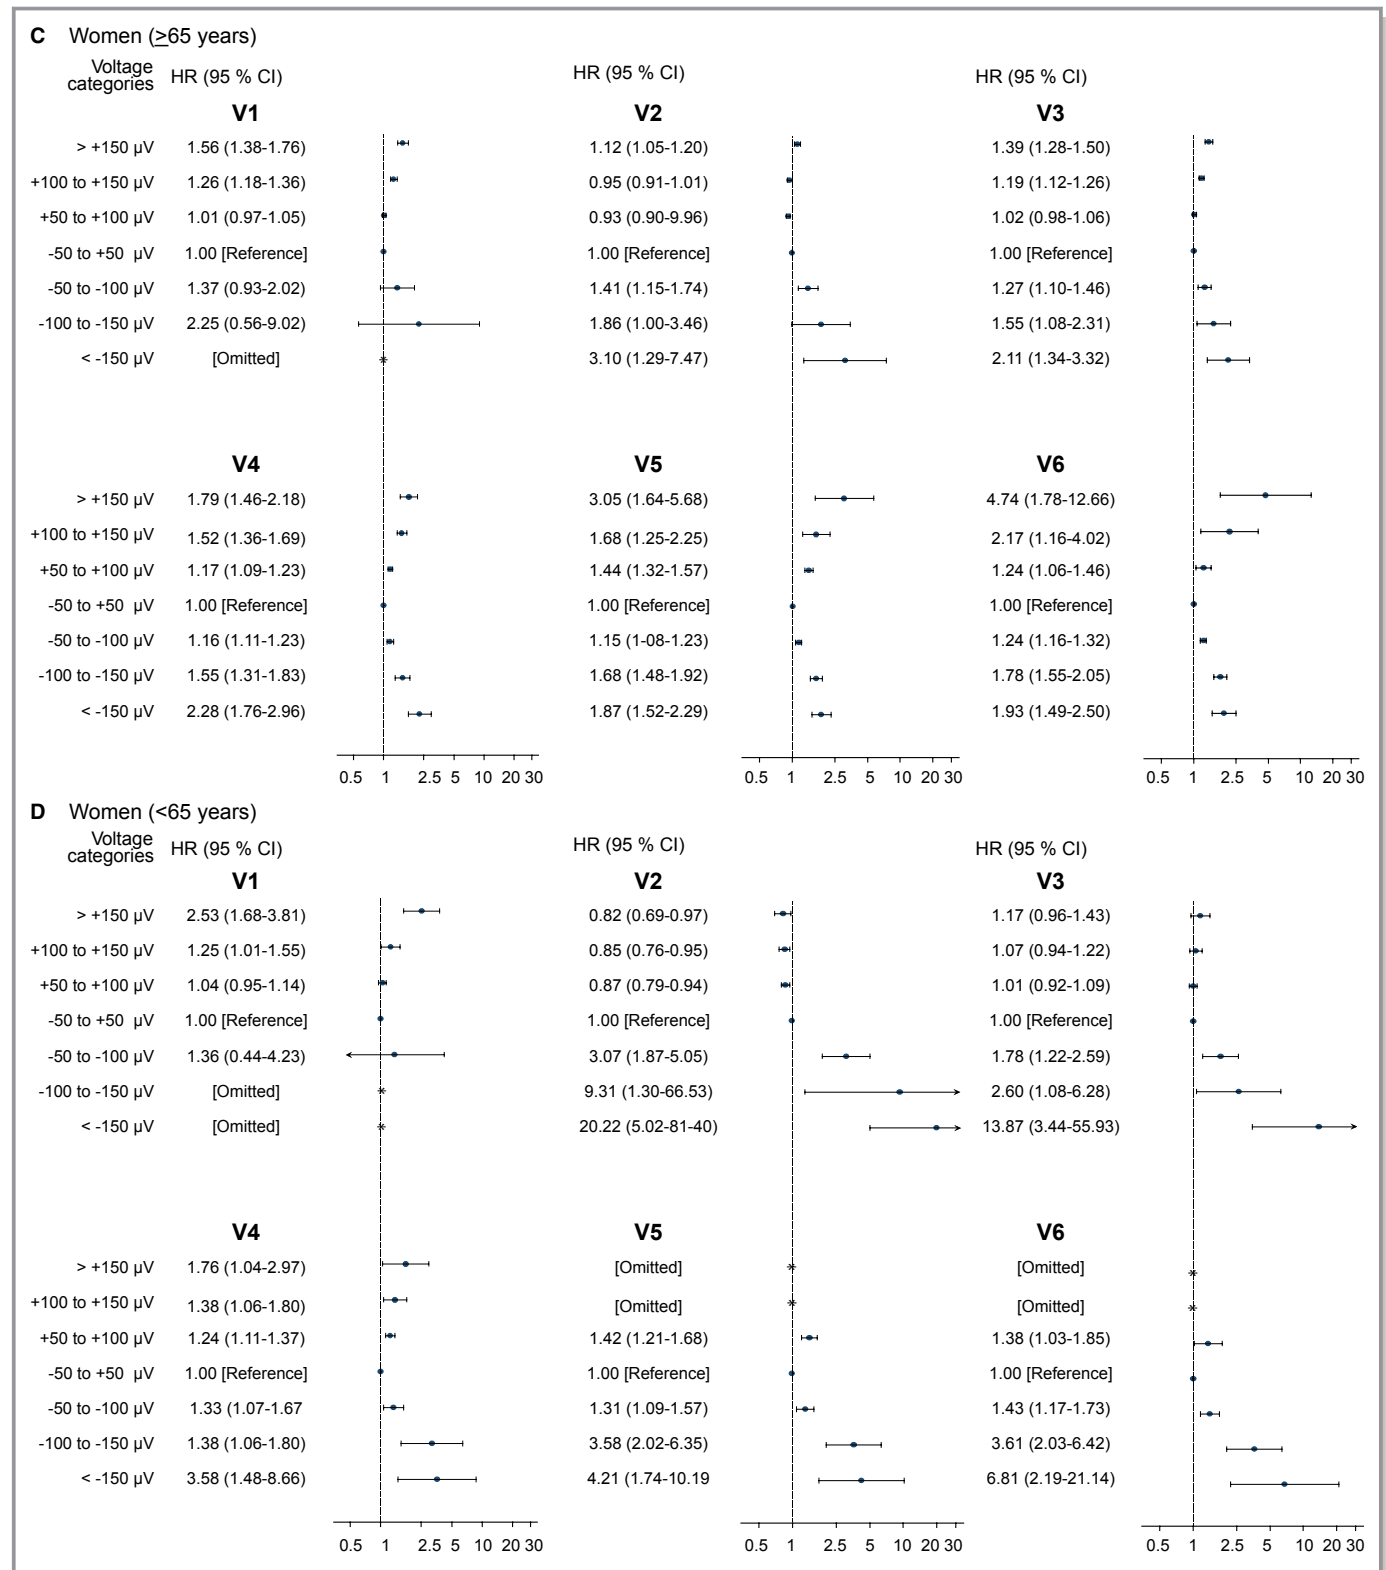 C Women (≥65 years)
Voltage categories HR (95 % CI) HR (95 % CI) HR (95 % CI)
V1 V2 V3
> +150 µV 1.56 (1.38-1.76) 1.12 (1.05-1.20) 1.39 (1.28-1.50)
+100 to +150 µV 1.26 (1.18-1.36) 0.95 (0.91-1.01) 1.19 (1.12-1.26)
+50 to +100 µV 1.01 (0.97-1.05) 0.93 (0.90-9.96) 1.02 (0.98-1.06)
-50 to +50 µV 1.00 [Reference] 1.00 [Reference] 1.00 [Reference]
-50 to -100 µV 1.37 (0.93-2.02) 1.41 (1.15-1.74) 1.27 (1.10-1.46)
-100 to -150 µV 2.25 (0.56-9.02) 1.86 (1.00-3.46) 1.55 (1.08-2.31)
< -150 µV [Omitted] 3.10 (1.29-7.47) 2.11 (1.34-3.32)
V4 V5 V6
> +150 µV 1.79 (1.46-2.18) 3.05 (1.64-5.68) 4.74 (1.78-12.66)
+100 to +150 µV 1.52 (1.36-1.69) 1.68 (1.25-2.25) 2.17 (1.16-4.02)
+50 to +100 µV 1.17 (1.09-1.23) 1.44 (1.32-1.57) 1.24 (1.06-1.46)
-50 to +50 µV 1.00 [Reference] 1.00 [Reference] 1.00 [Reference]
-50 to -100 µV 1.16 (1.11-1.23) 1.15 (1-08-1.23) 1.24 (1.16-1.32)
-100 to -150 µV 1.55 (1.31-1.83) 1.68 (1.48-1.92) 1.78 (1.55-2.05)
< -150 µV 2.28 (1.76-2.96) 1.87 (1.52-2.29) 1.93 (1.49-2.50)
0.5 1 2.5 5 10 20 30 0.5 1 2.5 5 10 20 30 0.5 1 2.5 5 10 20 30
D Women (<65 years)
Voltage categories HR (95 % CI) HR (95 % CI) HR (95 % CI)
V1 V2 V3
> +150 µV 2.53 (1.68-3.81) 0.82 (0.69-0.97) 1.17 (0.96-1.43)
+100 to +150 µV 1.25 (1.01-1.55) 0.85 (0.76-0.95) 1.07 (0.94-1.22)
+50 to +100 µV 1.04 (0.95-1.14) 0.87 (0.79-0.94) 1.01 (0.92-1.09)
-50 to +50 µV 1.00 [Reference] 1.00 [Reference] 1.00 [Reference]
-50 to -100 µV 1.36 (0.44-4.23) 3.07 (1.87-5.05) 1.78 (1.22-2.59)
-100 to -150 µV [Omitted] 9.31 (1.30-66.53) 2.60 (1.08-6.28)
< -150 µV [Omitted] 20.22 (5.02-81-40) 13.87 (3.44-55.93)
V4 V5 V6
> +150 µV 1.76 (1.04-2.97) [Omitted] [Omitted]
+100 to +150 µV 1.38 (1.06-1.80) [Omitted] [Omitted]
+50 to +100 µV 1.24 (1.11-1.37) 1.42 (1.21-1.68) 1.38 (1.03-1.85)
-50 to +50 µV 1.00 [Reference] 1.00 [Reference] 1.00 [Reference]
-50 to -100 µV 1.33 (1.07-1.67 1.31 (1.09-1.57) 1.43 (1.17-1.73)
-100 to -150 µV 1.38 (1.06-1.80) 3.58 (2.02-6.35) 3.61 (2.03-6.42)
< -150 µV 3.58 (1.48-8.66) 4.21 (1.74-10.19 6.81 (2.19-21.14)
0.5 1 2.5 5 10 20 30 0.5 1 2.5 5 10 20 30 0.5 1 2.5 5 10 20 30